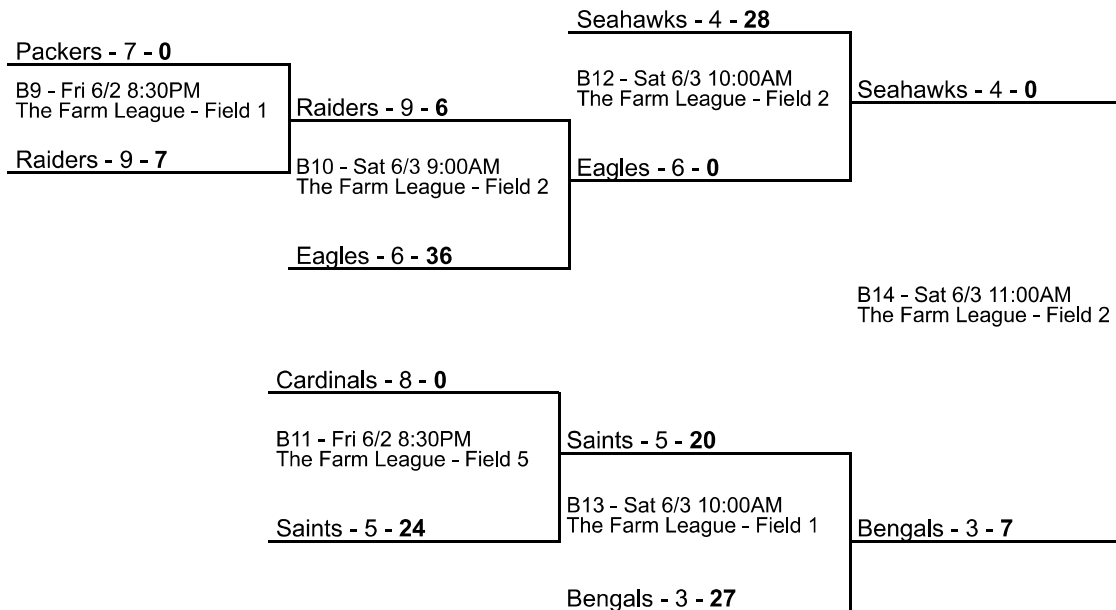 Seahawks - 4 - 28
Packers - 7 - 0
B9 - Fri 6/2 8:30PM
The Farm League - Field 1
B12 - Sat 6/3 10:00AM
The Farm League - Field 2
Seahawks - 4 - 0
Raiders - 9 - 6
Raiders - 9 - 7
B10 - Sat 6/3 9:00AM
The Farm League - Field 2
Eagles - 6 - 0
Eagles - 6 - 36
B14 - Sat 6/3 11:00AM
The Farm League - Field 2
Cardinals - 8 - 0
B11 - Fri 6/2 8:30PM
The Farm League - Field 5
Saints - 5 - 20
Saints - 5 - 24
B13 - Sat 6/3 10:00AM
The Farm League - Field 1
Bengals - 3 - 7
Bengals - 3 - 27